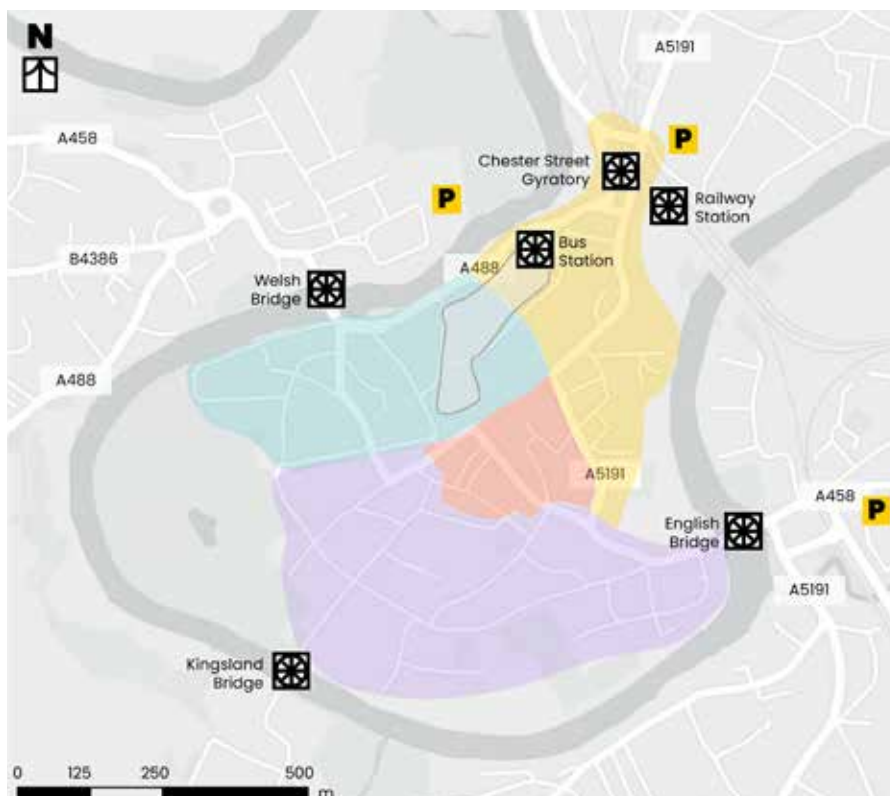 N
A5191
A458
P
Chester Street
Gyratory
P
Railway
Station
Bus
Station
B4386
A488
Welsh
Bridge
A488
A5191
A458
P
English
Bridge
A5191
Kingsland
Bridge
0 125 250 500
m